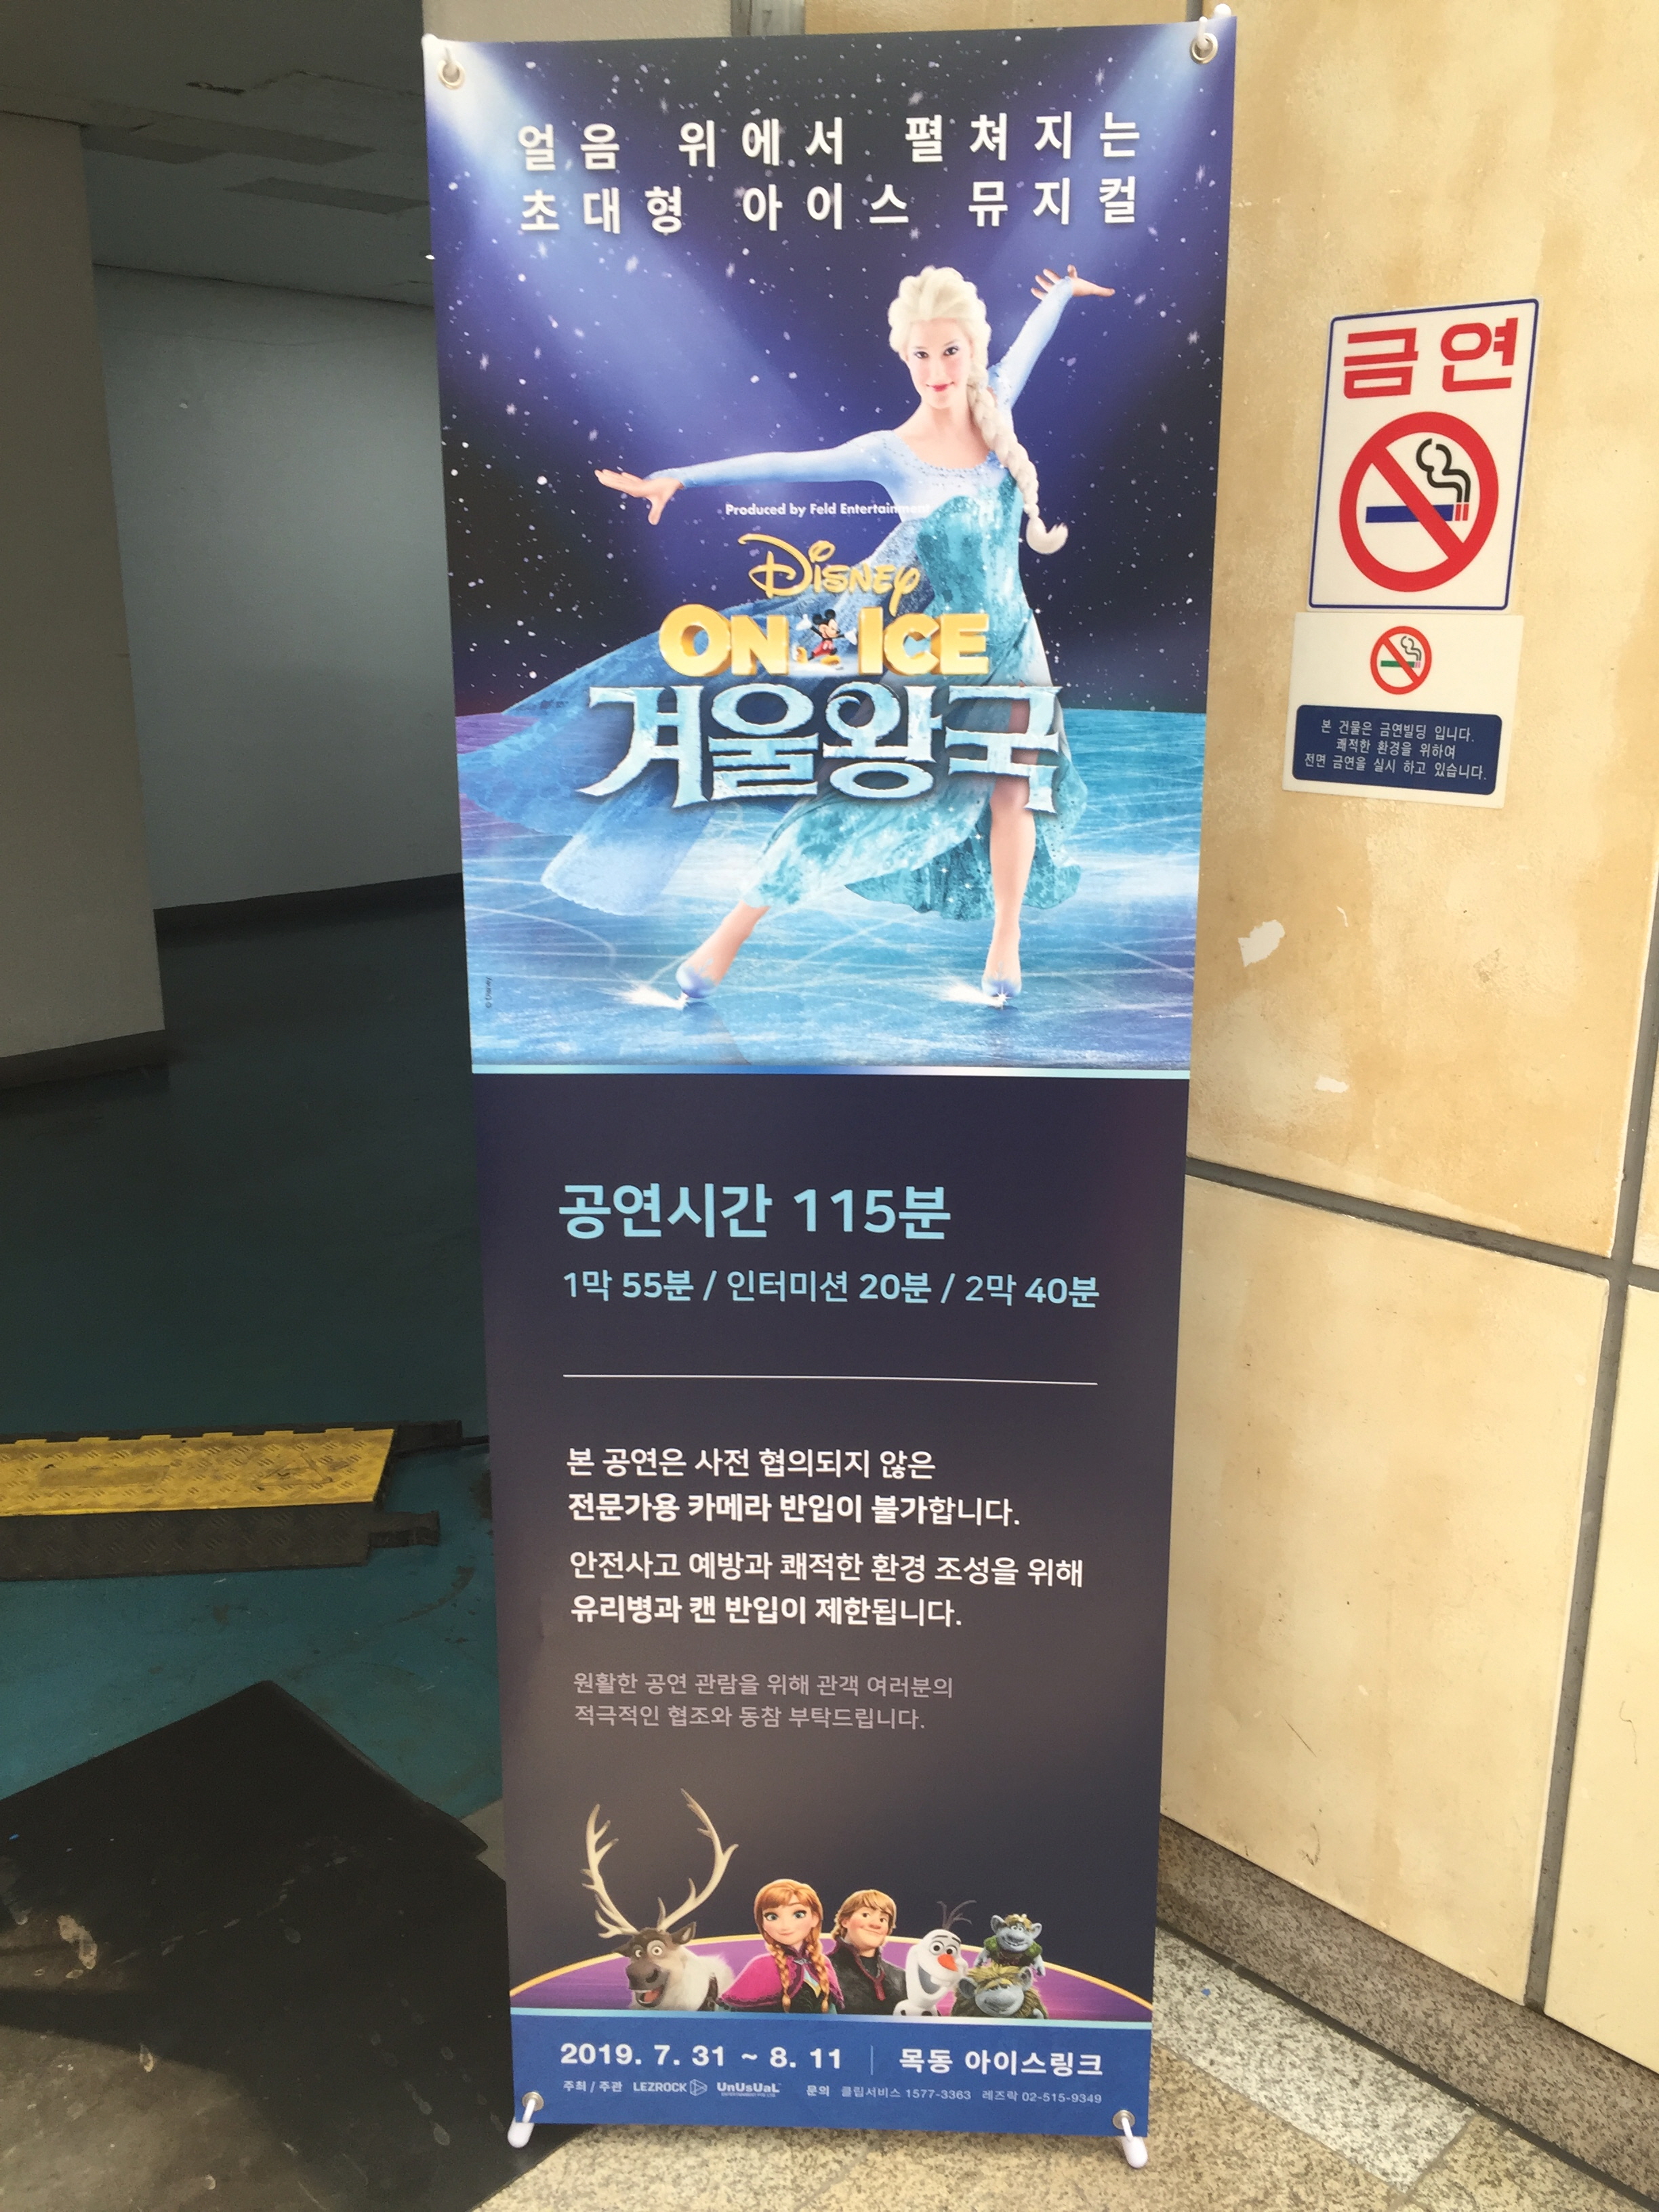 얼음 위에서 펼쳐지는
초대형 아이스 뮤지컬
Produced by Feld Entertainment
Disney
ON ICE
겨울왕국
© Disney
공연시간 115분
1막 55분 / 인터미션 20분 / 2막 40분
본 공연은 사전 협의되지 않은
전문가용 카메라 반입이 불가합니다.
안전사고 예방과 쾌적한 환경 조성을 위해
유리병과 캔 반입이 제한됩니다.
원활한 공연 관람을 위해 관객 여러분의
적극적인 협조와 동참 부탁드립니다.
2019. 7. 31 ~ 8. 11 | 목동 아이스링크
주최 / 주관 LEZROCK UnUsUaL 문의 클립서비스 1577-3363 레즈락 02-515-9349
금연
본 건물은 금연빌딩 입니다.
쾌적한 환경을 위하여
전면 금연을 실시 하고 있습니다.